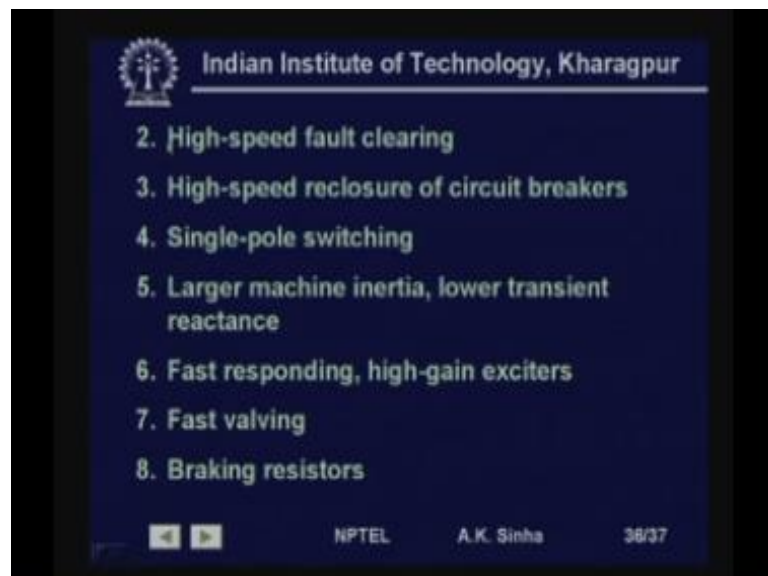 Indian Institute of Technology, Kharagpur
2. High-speed fault clearing
3. High-speed reclosure of circuit breakers
4. Single-pole switching
5. Larger machine inertia, lower transient
reactance
6. Fast responding, high-gain exciters
7. Fast valving
8. Braking resistors
NPTEL A.K. Sinha 36/37